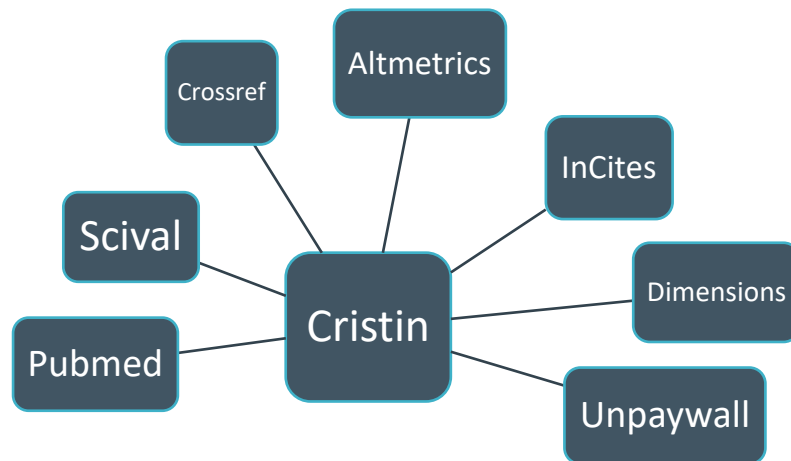 Altmetrics
Crossref
InCites
Scival
Dimensions
Cristin
Pubmed
Unpaywall